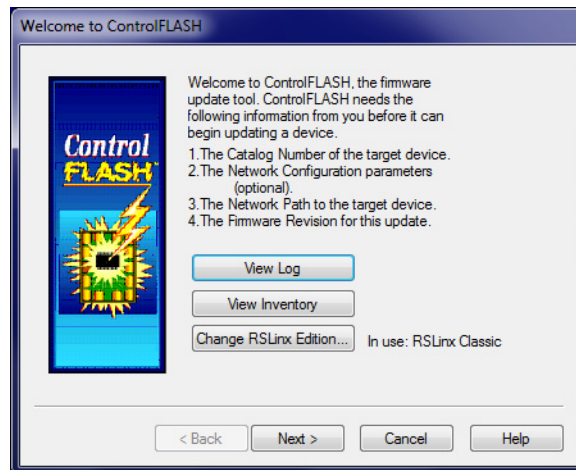 Welcome to ControlFLASH
Control
FLASH
Welcome to ControlFLASH, the firmware
update tool. ControlFLASH needs the
following information from you before it can
begin updating a device.
1.The Catalog Number of the target device.
2.The Network Configuration parameters
(optional).
3.The Network Path to the target device.
4.The Firmware Revision for this update.
View Log
View Inventory
Change RSLinx Edition... In use: RSLinx Classic
< Back Next > Cancel Help